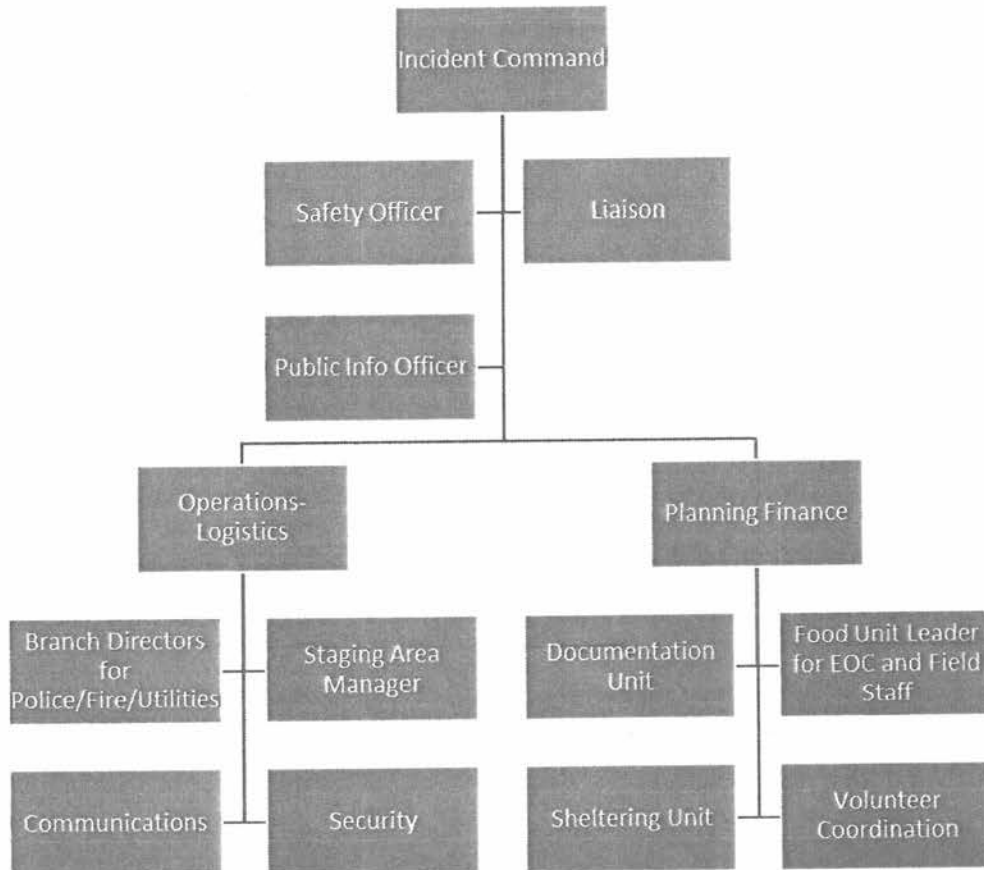 Incident Command
Safety Officer
Liaison
Public Info Officer
Operations-
Logistics
Planning Finance
Branch Directors
for
Police/Fire/Utilities
Staging Area
Manager
Documentation
Unit
Food Unit Leader
for EOC and Field
Staff
Communications
Security
Sheltering Unit
Volunteer
Coordination